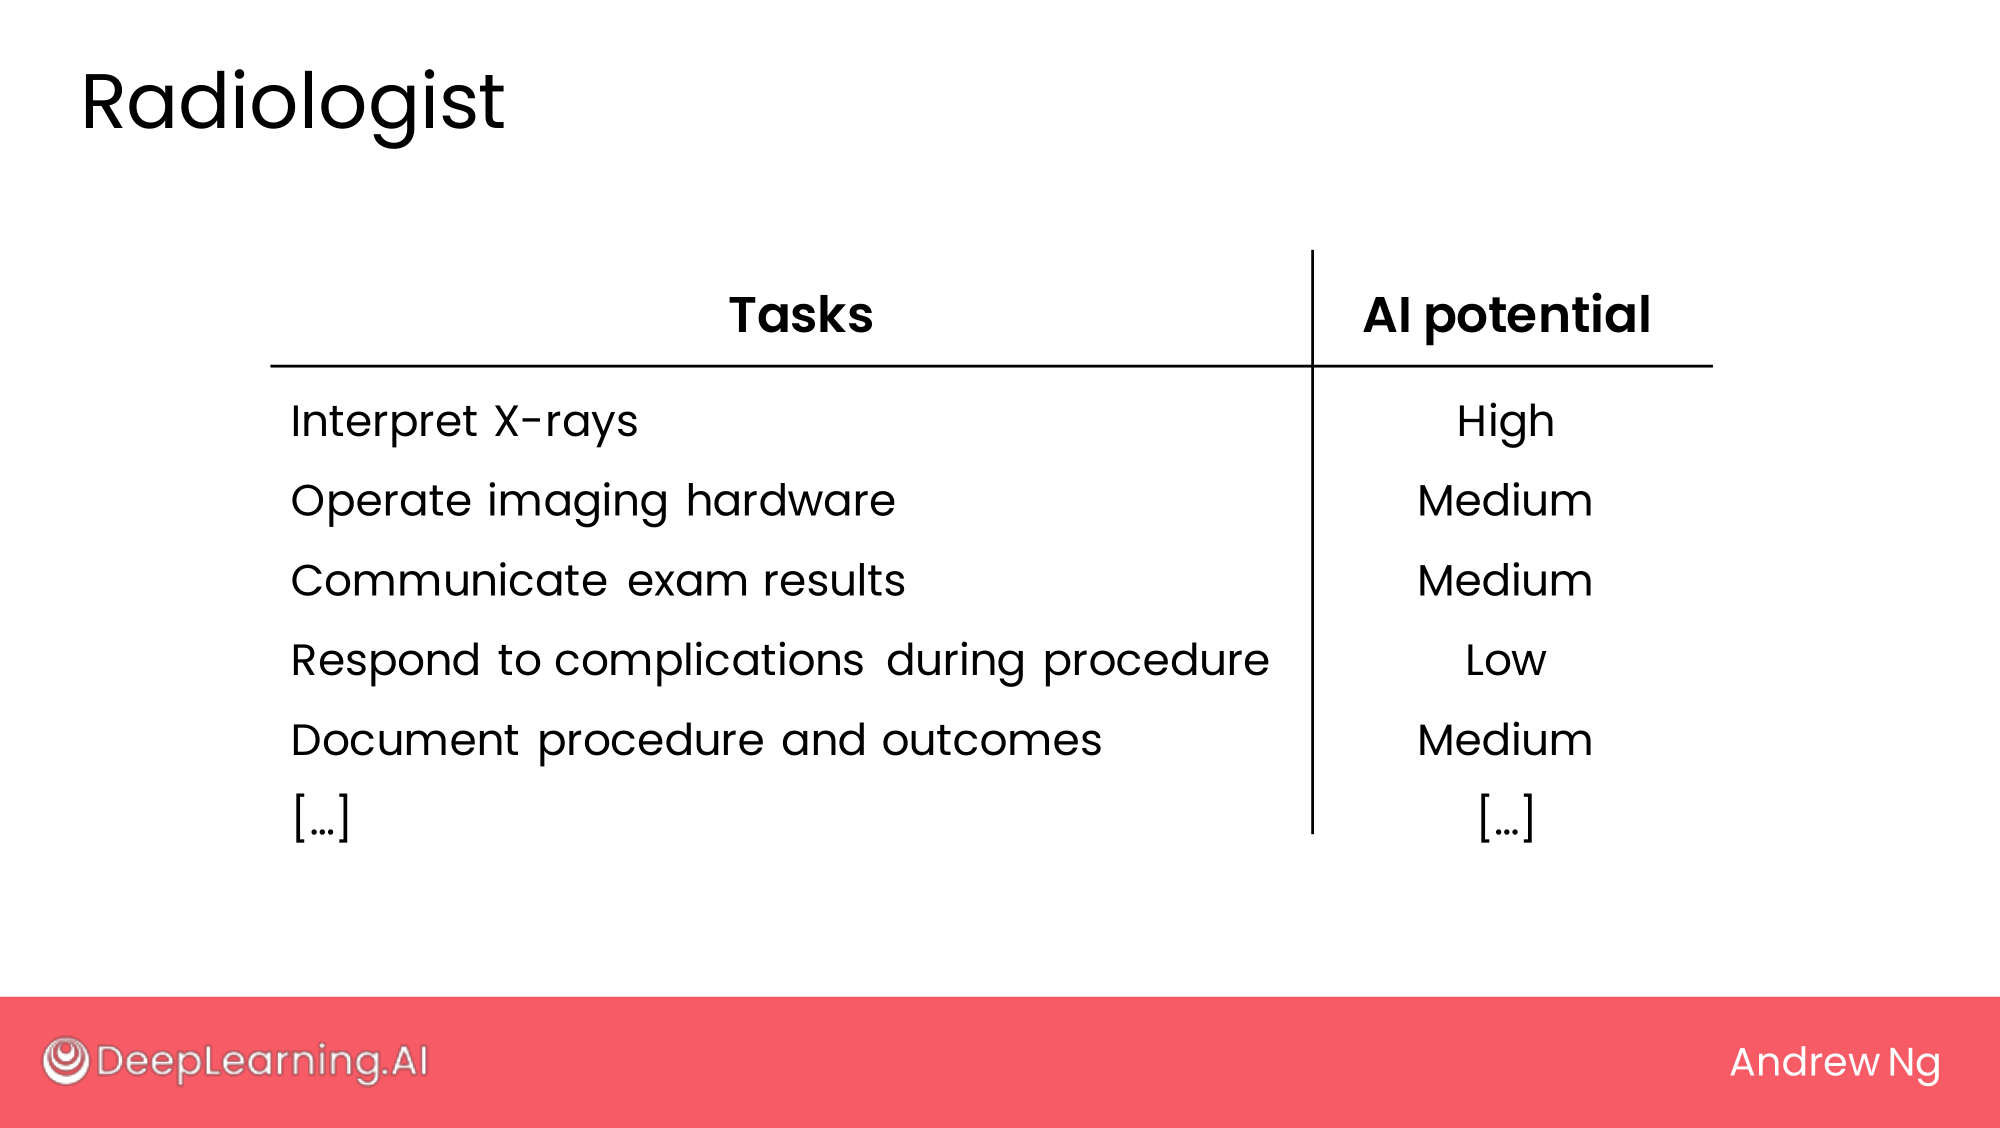 Radiologist
Tasks AI potential
Interpret X-rays High
Operate imaging hardware Medium
Communicate exam results Medium
Respond to complications during procedure Low
Document procedure and outcomes Medium
[...] [...]
DeepLearning.AI Andrew Ng